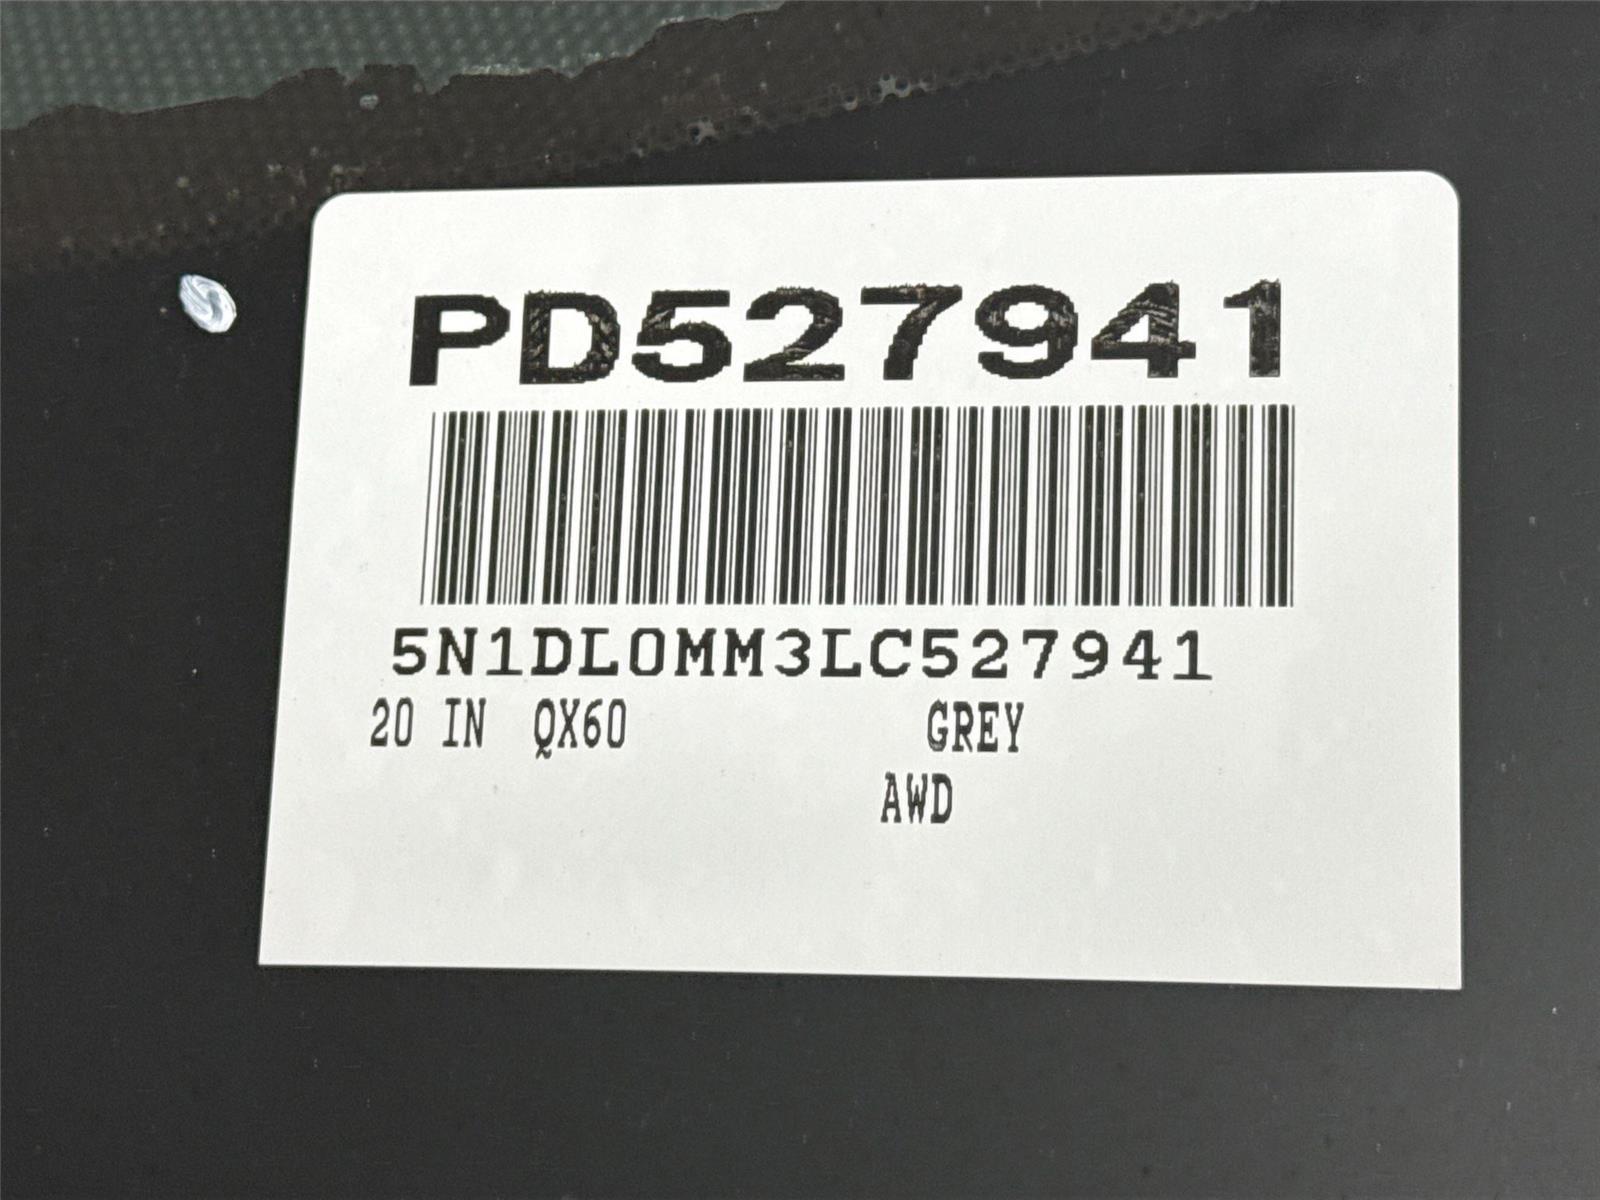 PD527941
5N1DL0MM3LC527941
20 IN QX60 GREY
AWD